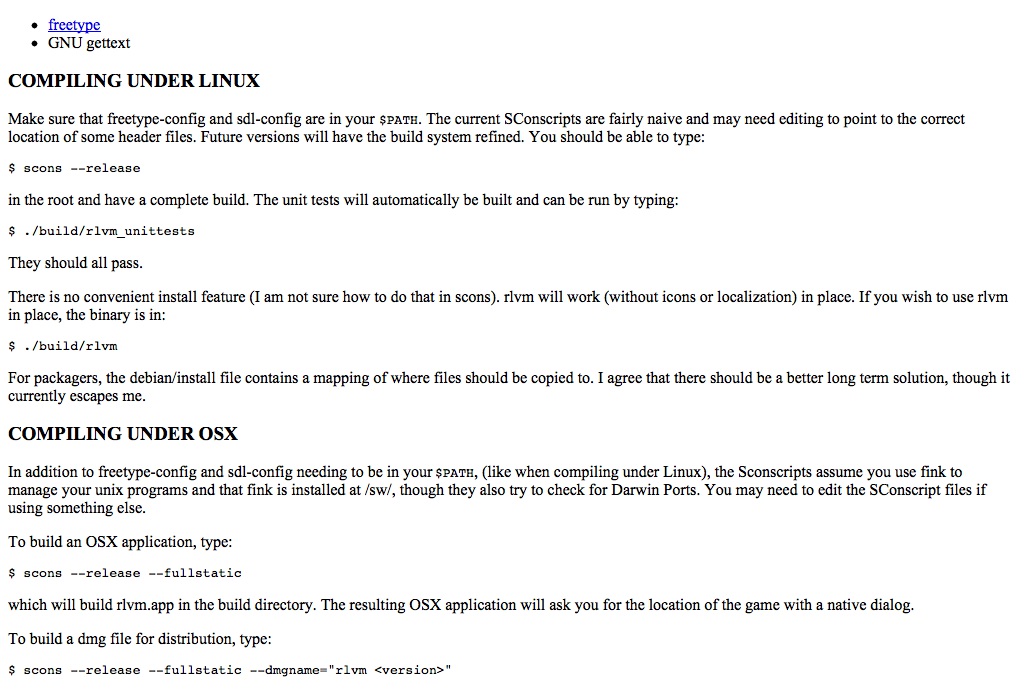 freetype
GNU gettext
COMPILING UNDER LINUX
Make sure that freetype-config and sdl-config are in your $PATH. The current SConscripts are fairly naive and may need editing to point to the correct
location of some header files. Future versions will have the build system refined. You should be able to type:
$ scons --release
in the root and have a complete build. The unit tests will automatically be built and can be run by typing:
$ ./build/rlvm_unittests
They should all pass.
There is no convenient install feature (I am not sure how to do that in scons). rlvm will work (without icons or localization) in place. If you wish to use rlvm
in place, the binary is in:
$ ./build/rlvm
For packagers, the debian/install file contains a mapping of where files should be copied to. I agree that there should be a better long term solution, though it
currently escapes me.
COMPILING UNDER OSX
In addition to freetype-config and sdl-config needing to be in your $PATH, (like when compiling under Linux), the Sconscripts assume you use fink to
manage your unix programs and that fink is installed at /sw/, though they also try to check for Darwin Ports. You may need to edit the SConscript files if
using something else.
To build an OSX application, type:
$ scons --release --fullstatic
which will build rlvm.app in the build directory. The resulting OSX application will ask you for the location of the game with a native dialog.
To build a dmg file for distribution, type:
$ scons --release --fullstatic --dmgname="rlvm <version>"